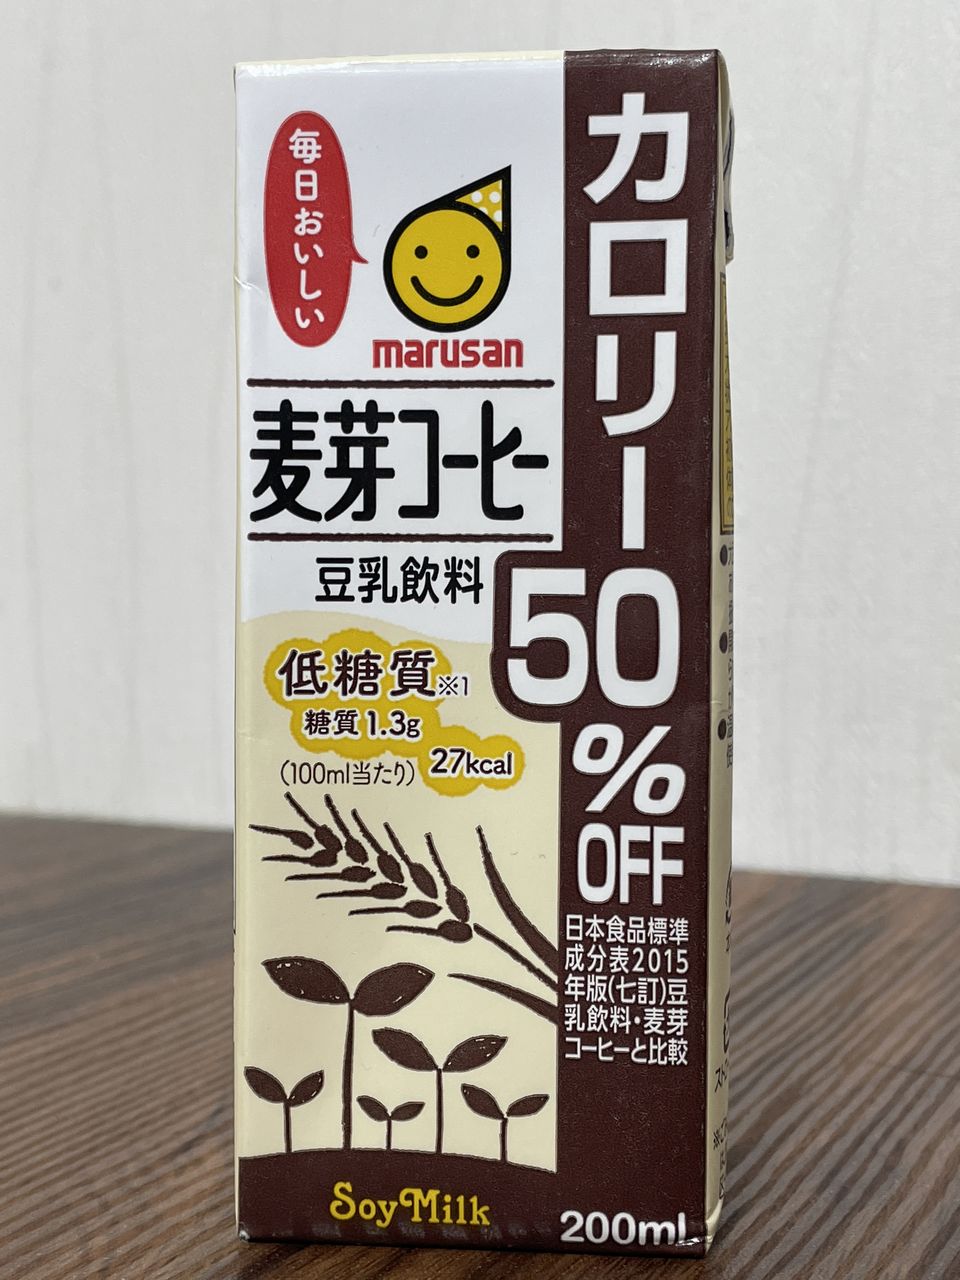 毎日おいしい
marusan
麦芽コーヒー
豆乳飲料
低糖質※1
糖質1.3g
(100ml当たり)
27kcal
Soy Milk
カロリー
50
%
OFF
日本食品標準
成分表2015
年版(七訂)豆
乳飲料・麦芽
コーヒーと比較
200ml